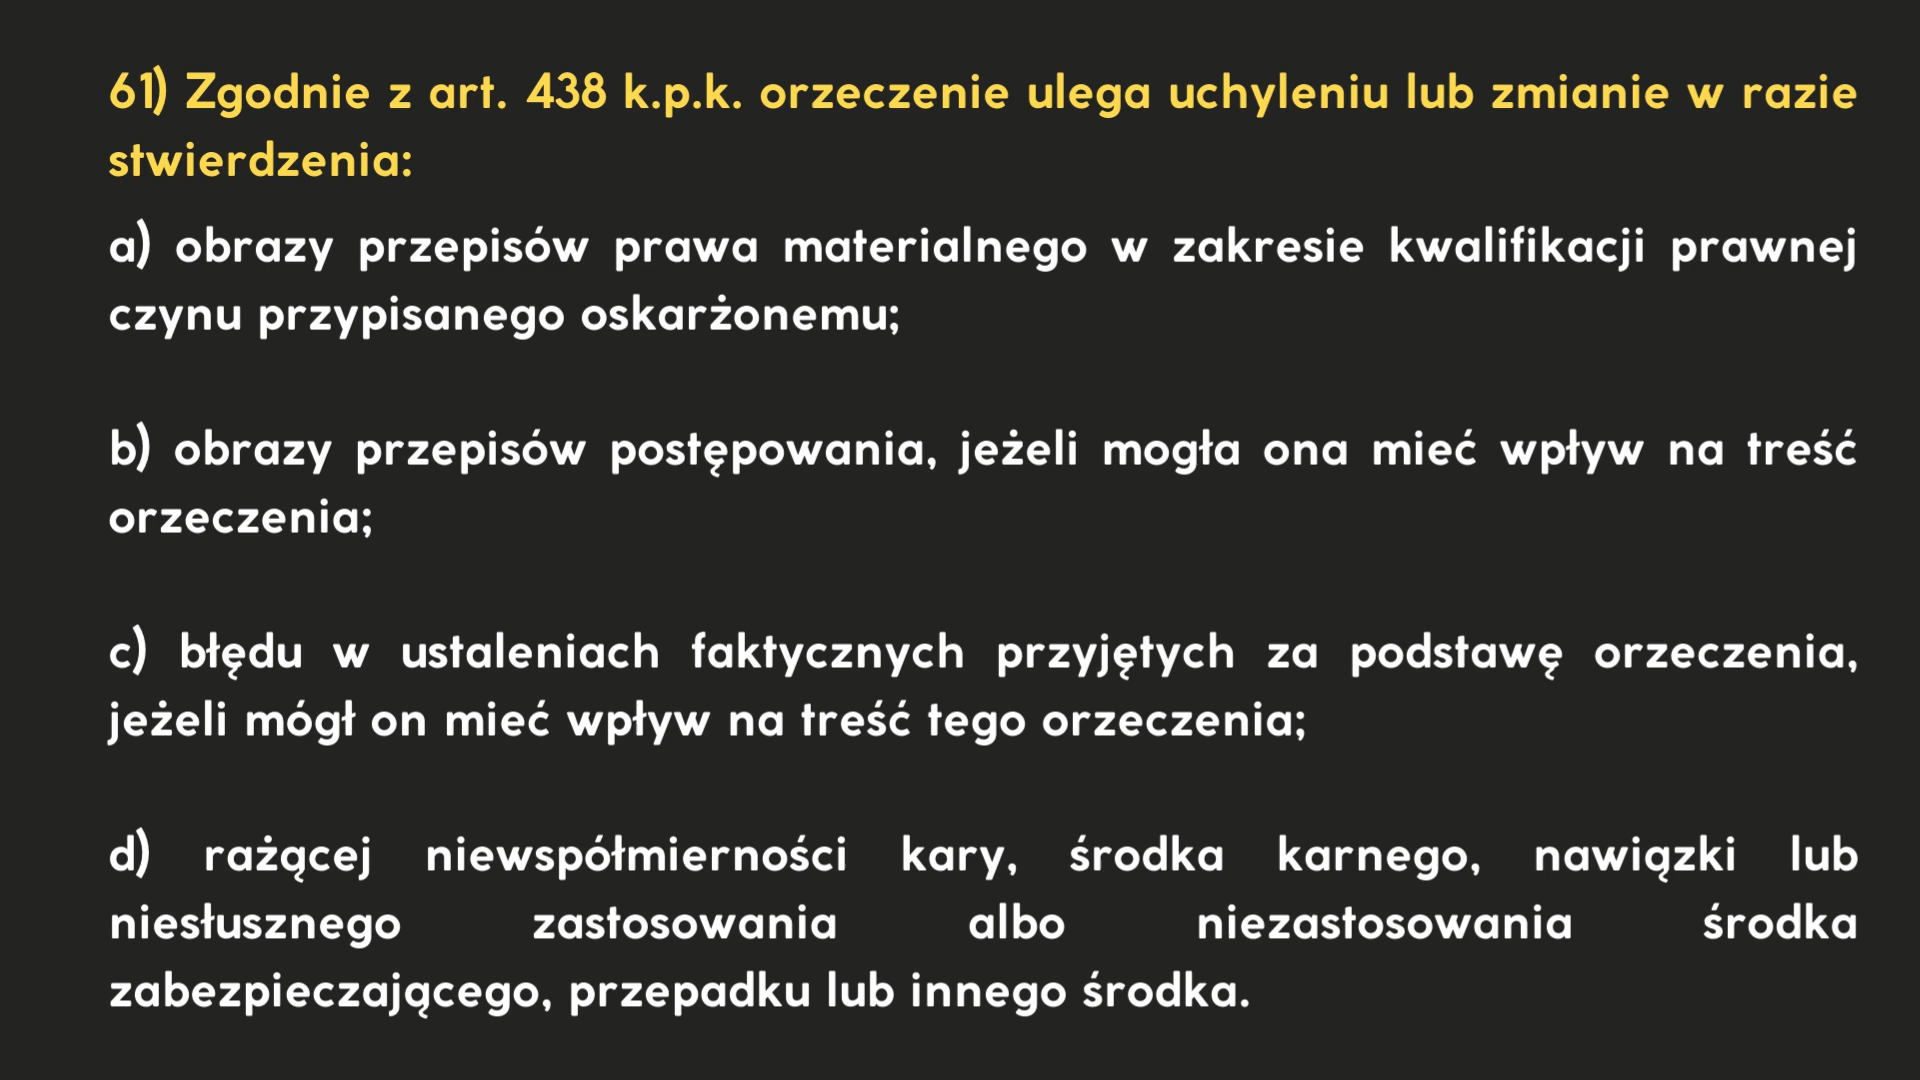 61) Zgodnie z art. 438 k.p.k. orzeczenie ulega uchyleniu lub zmianie w razie
stwierdzenia:
a) obrazy przepisów prawa materialnego w zakresie kwalifikacji prawnej
czynu przypisanego oskarżonemu;
b) obrazy przepisów postępowania, jeżeli mogła ona mieć wpływ na treść
orzeczenia;
c) błędu w ustaleniach faktycznych przyjętych za podstawę orzeczenia,
jeżeli mógł on mieć wpływ na treść tego orzeczenia;
d) rażącej niewspółmierności kary, środka karnego, nawiązki lub
niesłusznego zastosowania albo niezastosowania środka
zabezpieczającego, przepadku lub innego środka.